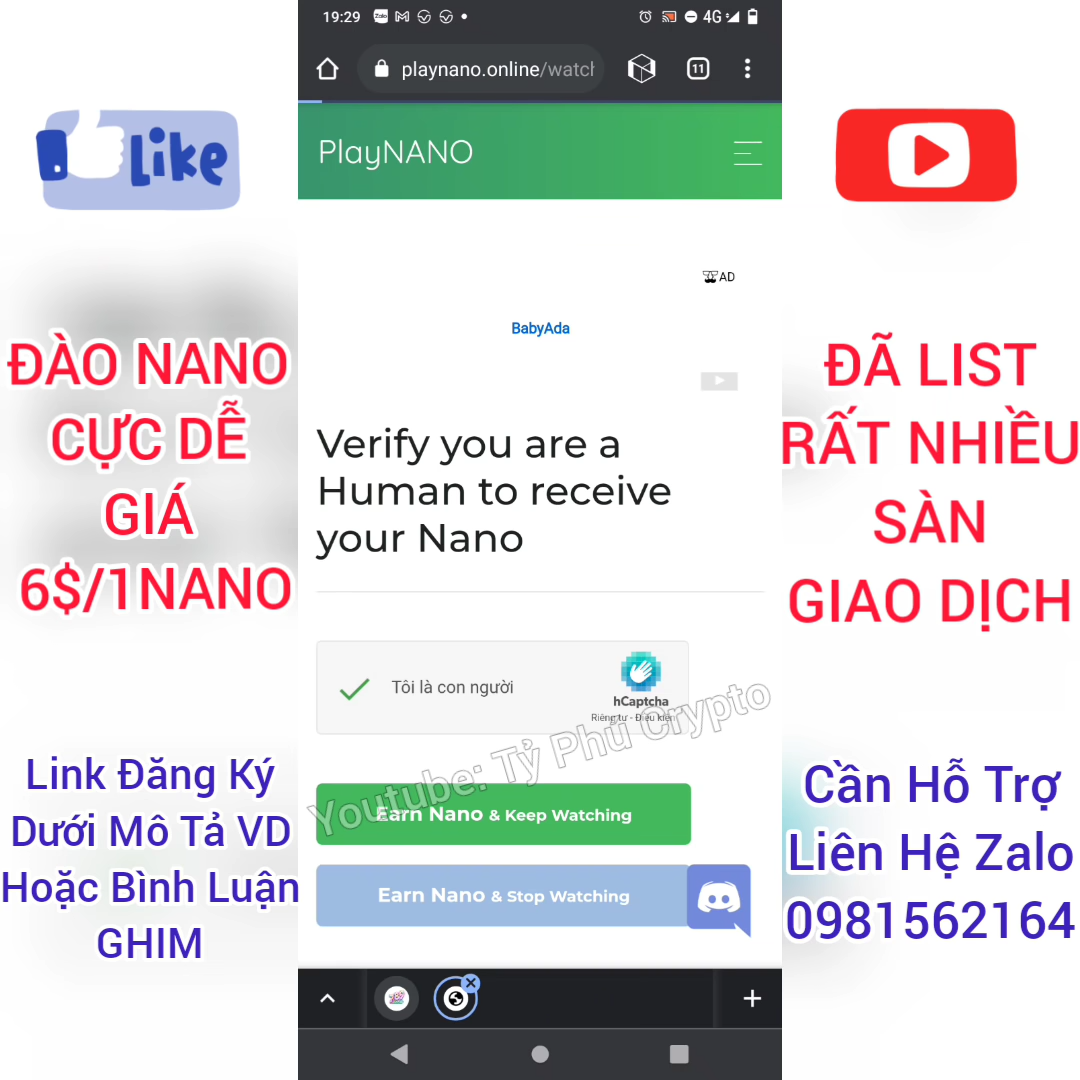 19:29
Zalo
4G
playnano.online/watch
11
PlayNANO
Like
AD
BabyAda
ĐÀO NANO
CỰC DỄ
GIÁ
6$/1NANO
ĐÃ LIST
RẤT NHIỀU
SÀN
GIAO DỊCH
Verify you are a
Human to receive
your Nano
Tôi là con người
hCaptcha
Riêng tư - Điều kiện
Youtube: Tỷ Phú Crypto
Earn Nano & Keep Watching
Earn Nano & Stop Watching
Link Đăng Ký
Dưới Mô Tả VD
Hoặc Bình Luận
GHIM
Cần Hỗ Trợ
Liên Hệ Zalo
0981562164